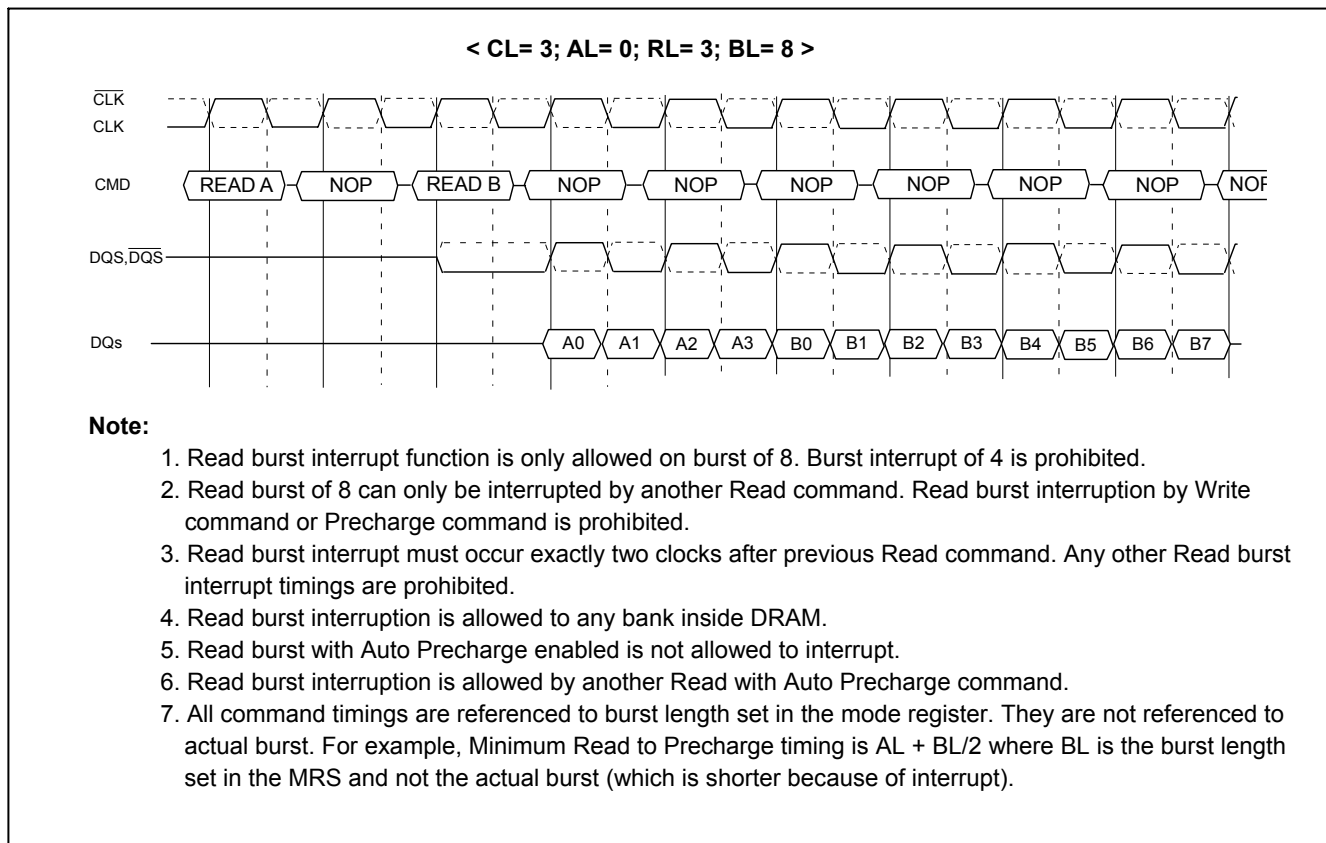 < CL= 3; AL= 0; RL= 3; BL= 8 >
CLK
CLK
CMD READ A NOP READ B NOP NOP NOP NOP NOP NOP NOP
DQS,DQS
DQs A0 A1 A2 A3 B0 B1 B2 B3 B4 B5 B6 B7
Note:
1. Read burst interrupt function is only allowed on burst of 8. Burst interrupt of 4 is prohibited.
2. Read burst of 8 can only be interrupted by another Read command. Read burst interruption by Write
command or Precharge command is prohibited.
3. Read burst interrupt must occur exactly two clocks after previous Read command. Any other Read burst
interrupt timings are prohibited.
4. Read burst interruption is allowed to any bank inside DRAM.
5. Read burst with Auto Precharge enabled is not allowed to interrupt.
6. Read burst interruption is allowed by another Read with Auto Precharge command.
7. All command timings are referenced to burst length set in the mode register. They are not referenced to
actual burst. For example, Minimum Read to Precharge timing is AL + BL/2 where BL is the burst length
set in the MRS and not the actual burst (which is shorter because of interrupt).